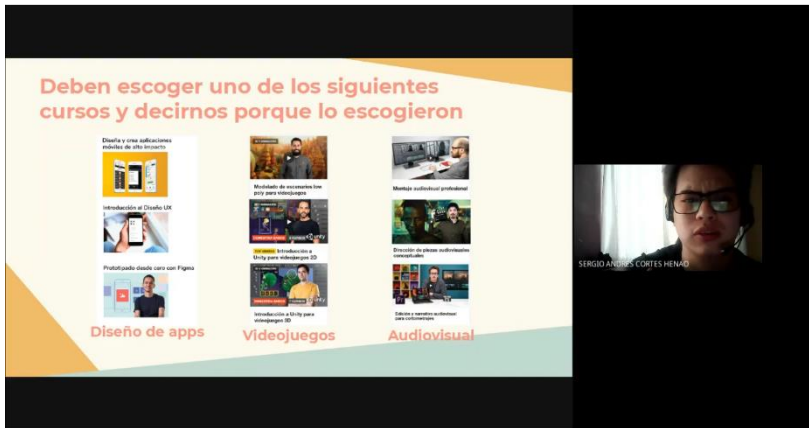 Deben escoger uno de los siguientes
cursos y decirnos porque lo escogieron
Diseña y crea aplicaciones
móviles de alto impacto
Introducción al Diseño UX
Prototipado desde cero con Figma
Diseño de apps
Modelado de escenarios low
poly para videojuegos
Introducción a
Unity para videojuegos 2D
unity
Introducción a Unity para
videojuegos 3D
Videojuegos
Montaje audiovisual profesional
Dirección de piezas audiovisuales
conceptuales
Edición y narrativa audiovisual
para cortometrajes
Audiovisual
SERGIO ANDRES CORTES HENAO